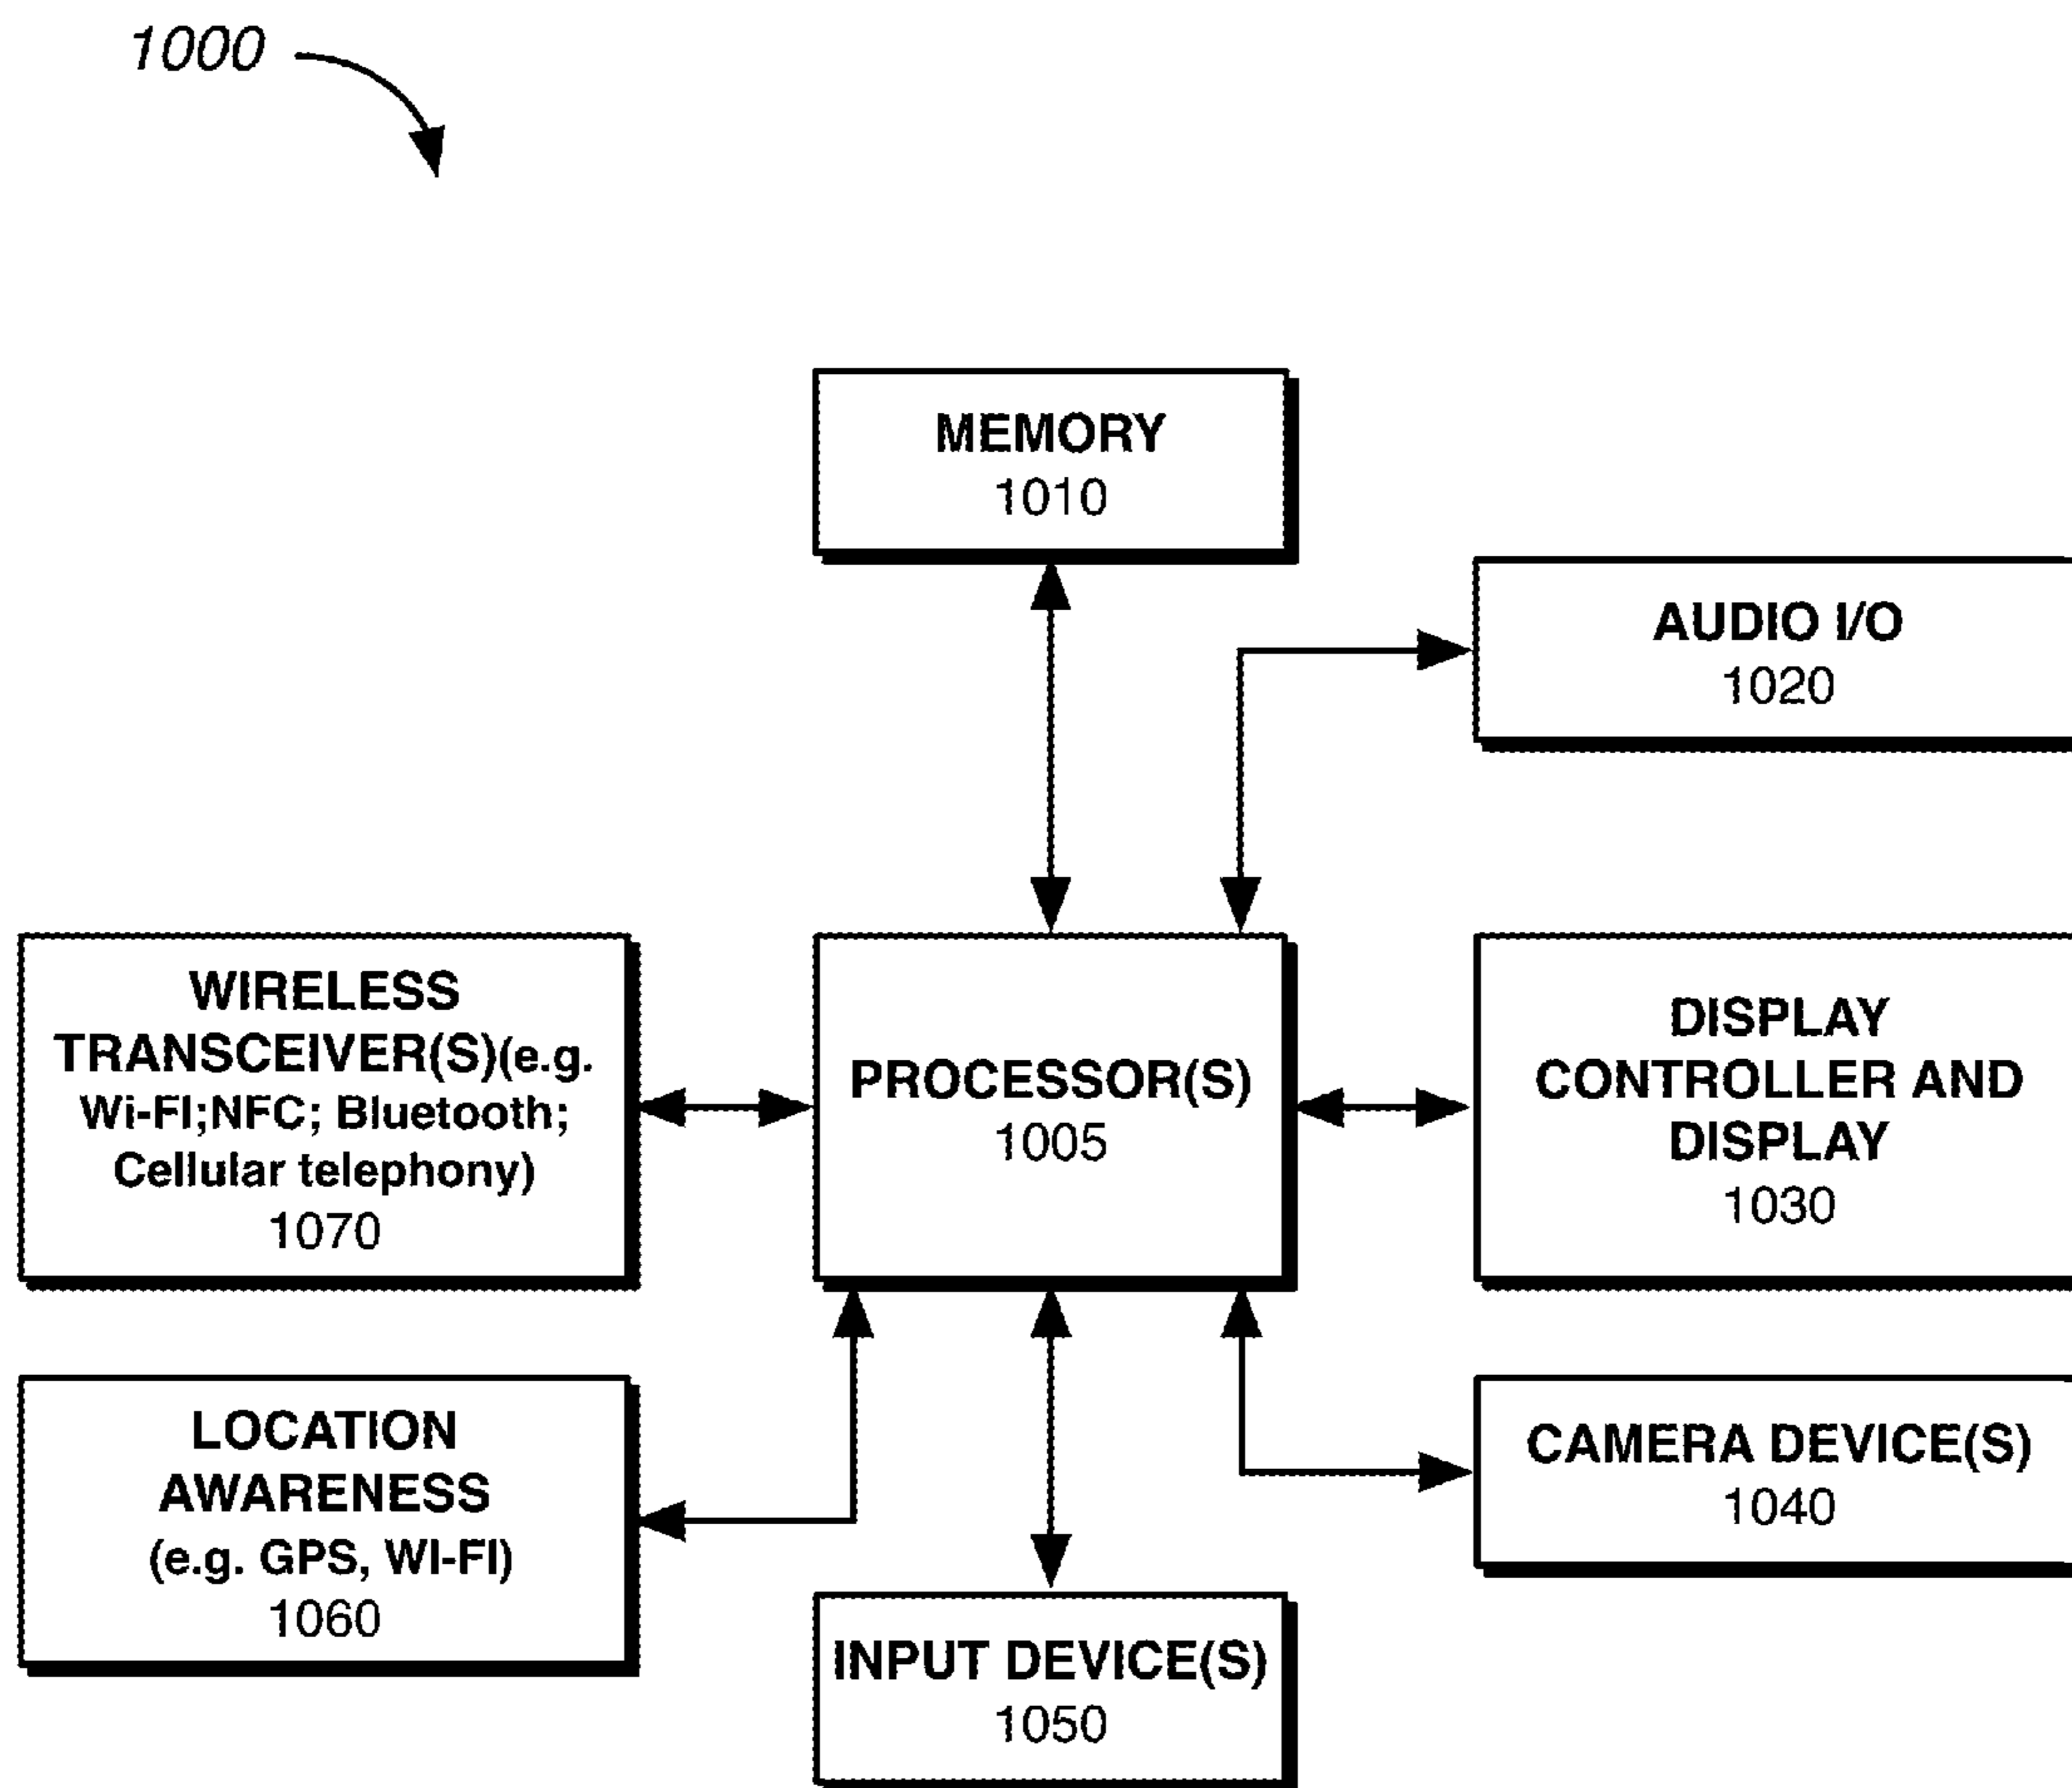 1000
MEMORY
1010
AUDIO I/O
1020
WIRELESS
TRANSCEIVER(S)(e.g.
Wi-FI;NFC; Bluetooth;
Cellular telephony)
1070
PROCESSOR(S)
1005
DISPLAY
CONTROLLER AND
DISPLAY
1030
LOCATION
AWARENESS
(e.g. GPS, WI-FI)
1060
INPUT DEVICE(S)
1050
CAMERA DEVICE(S)
1040